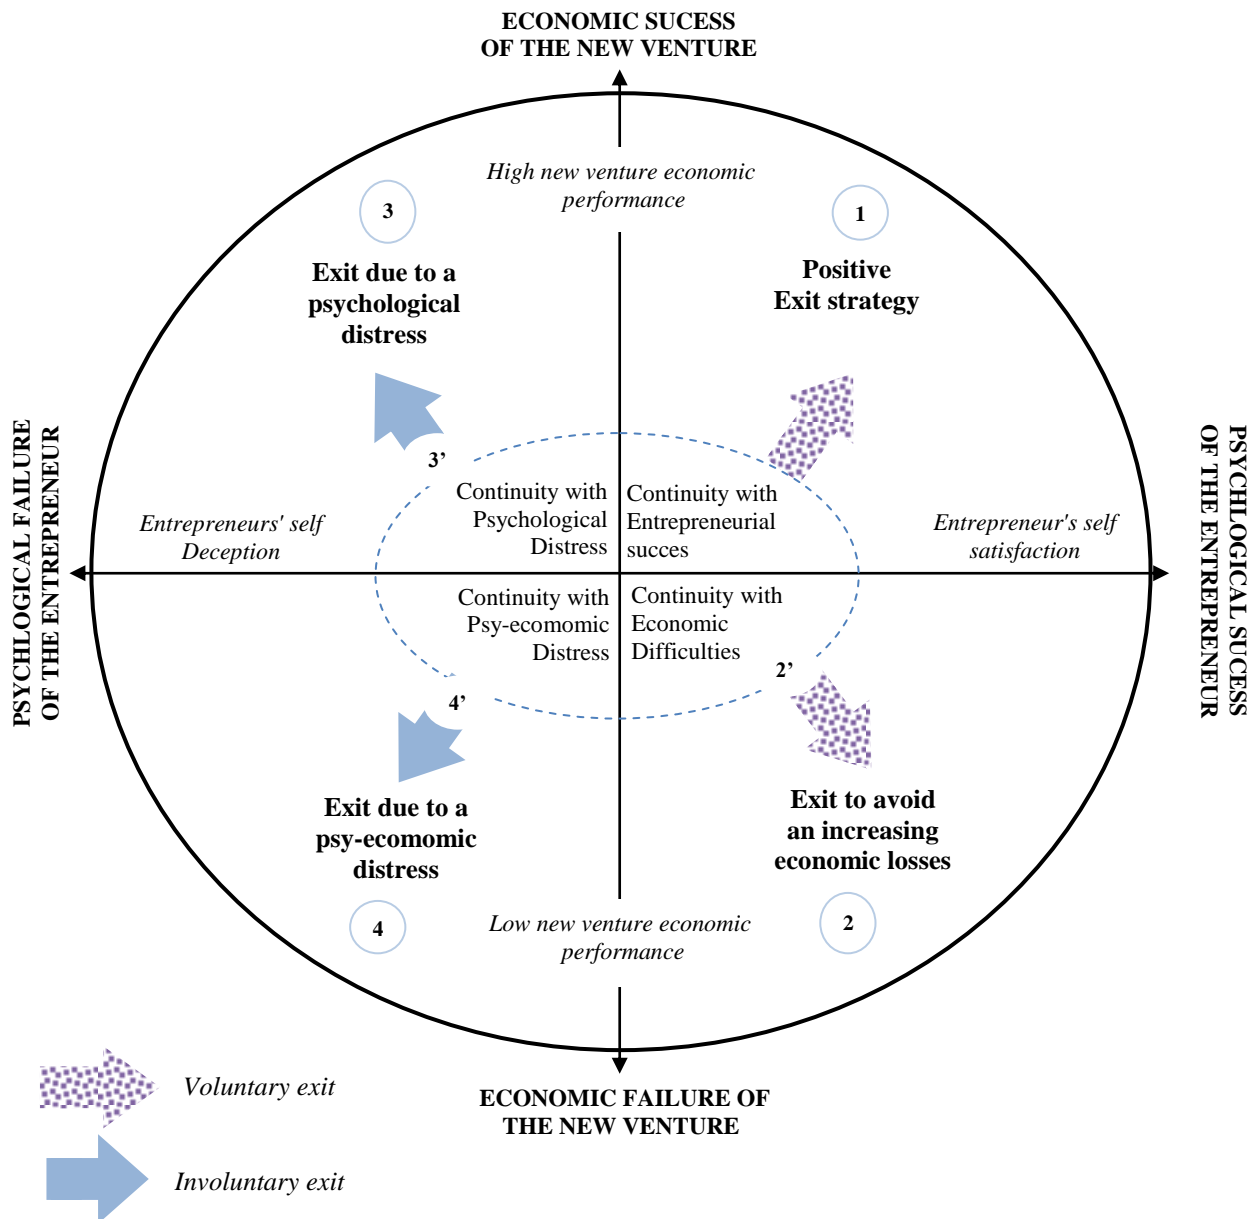 ECONOMIC SUCESS
OF THE NEW VENTURE
High new venture economic
performance
3
Exit due to a
psychological
distress
1
Positive
Exit strategy
PSYCHLOGICAL FAILURE
OF THE ENTREPRENEUR
Entrepreneurs' self
Deception
3’
Continuity with
Psychological
Distress
Continuity with
Entrepreneurial
succes
Entrepreneur's self
satisfaction
PSYCHLOGICAL SUCESS
OF THE ENTREPRENEUR
Continuity with
Psy-ecomomic
Distress
Continuity with
Economic
Difficulties
4’
2’
Exit due to a
psy-ecomomic
distress
4
Exit to avoid
an increasing
economic losses
2
Low new venture economic
performance
ECONOMIC FAILURE OF
THE NEW VENTURE
Voluntary exit
Involuntary exit